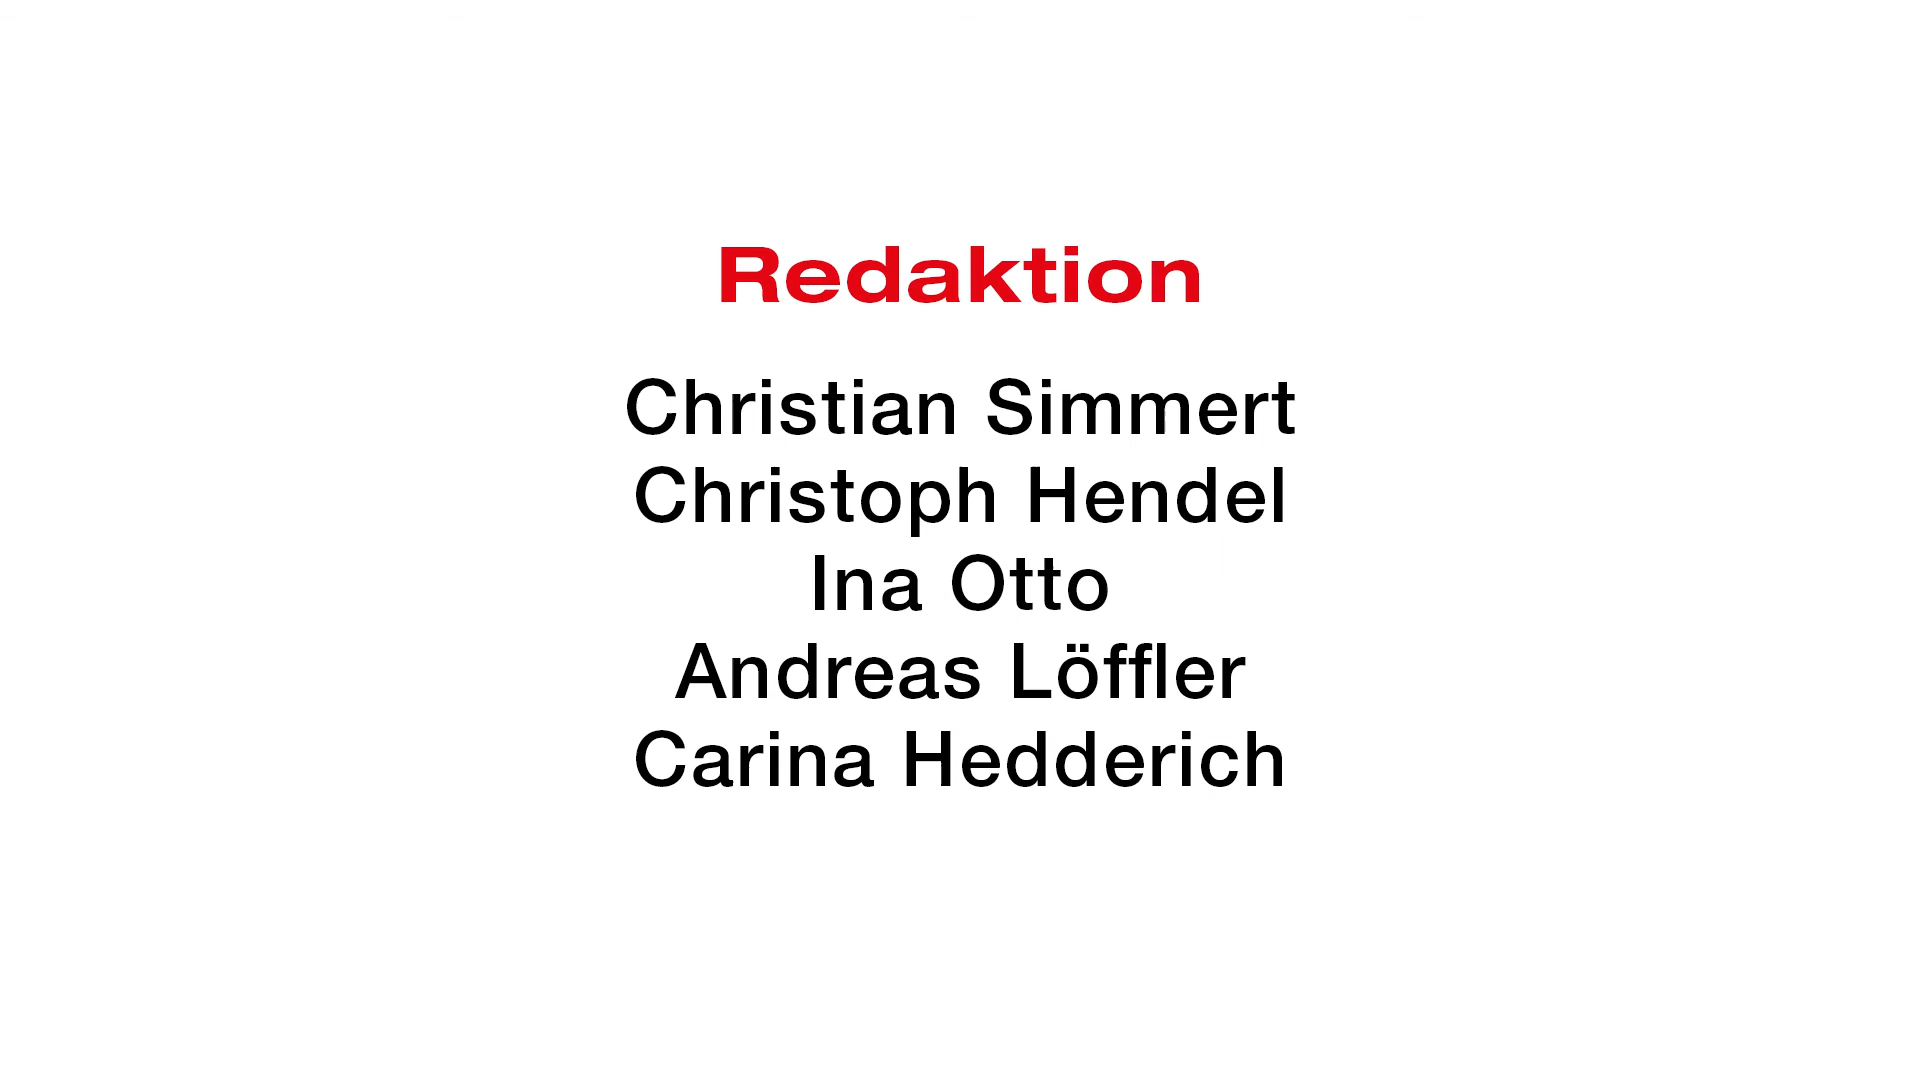 Redaktion
Christian Simmert
Christoph Hendel
Ina Otto
Andreas Löffler
Carina Hedderich